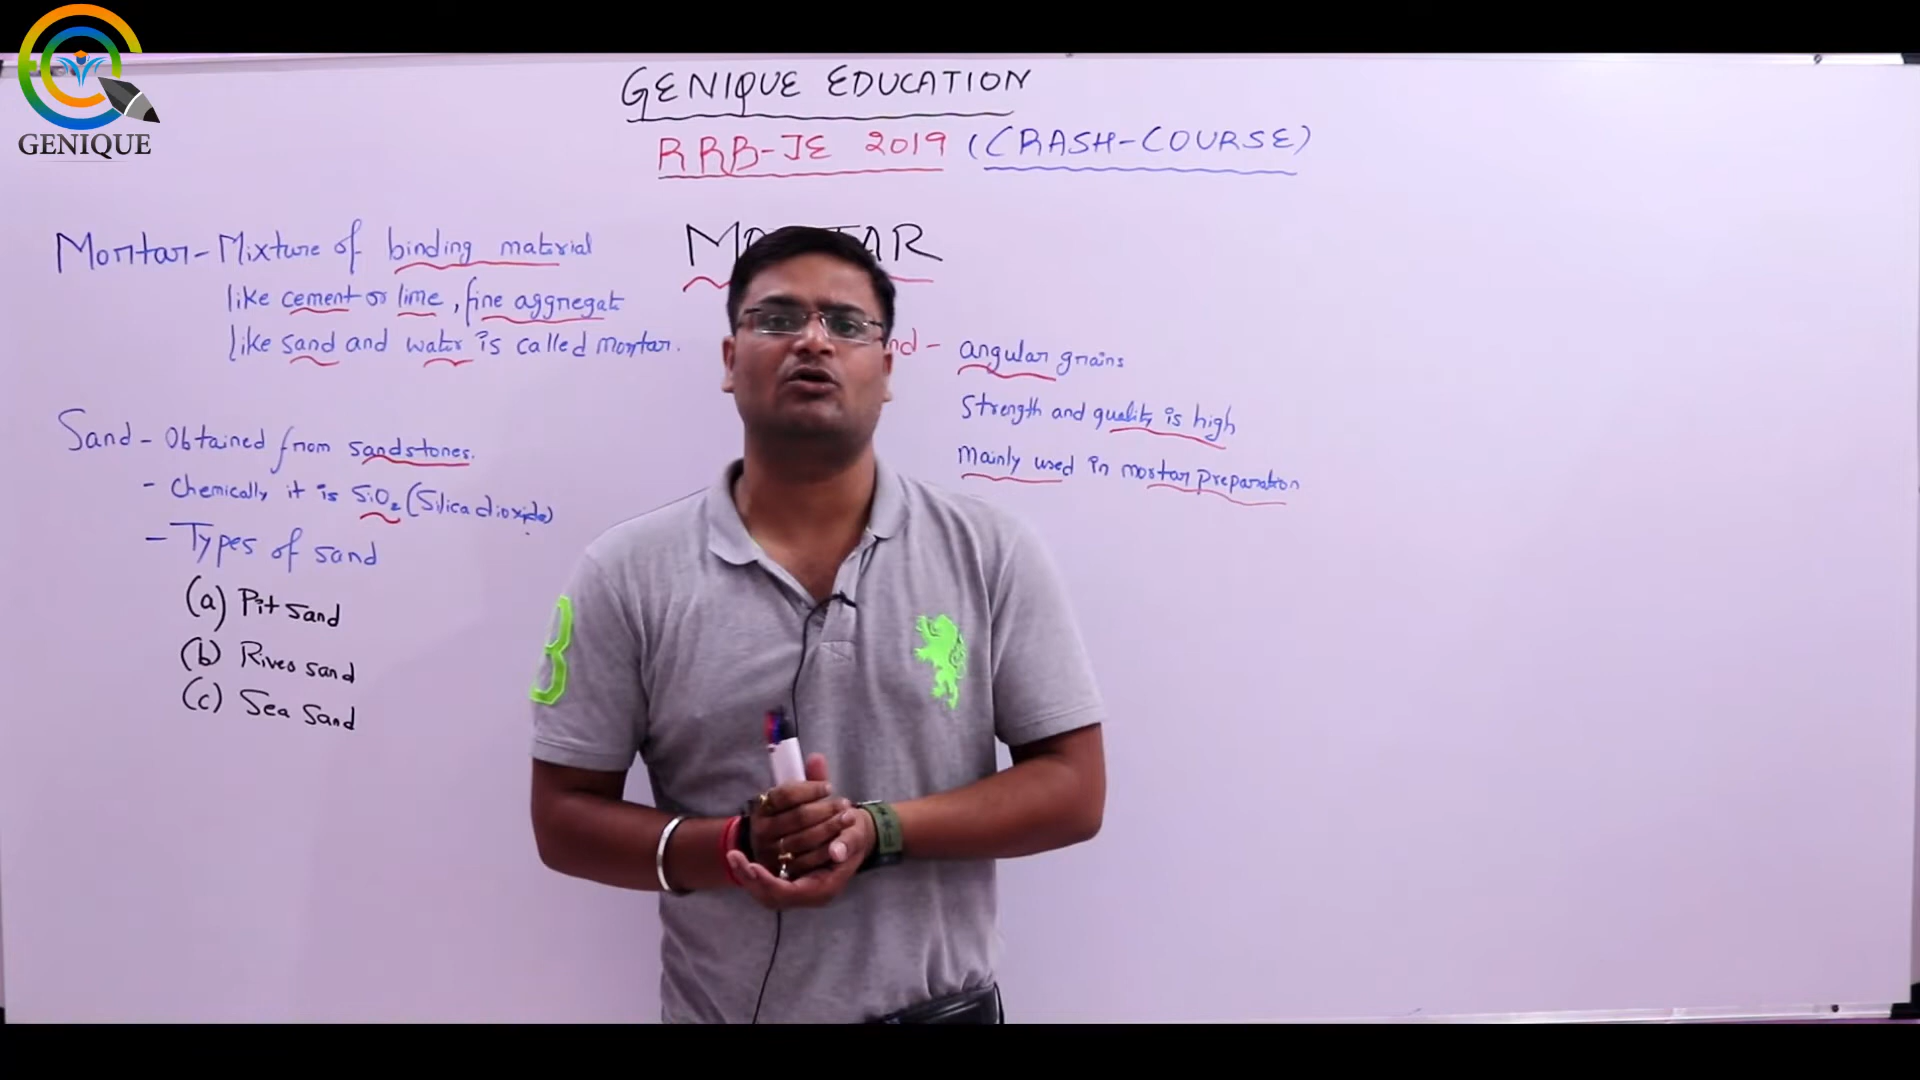 GENIQUE
GENIQUE EDUCATION
RRB-JE 2019 (CRASH-COURSE)
Mortar - Mixture of binding material
like cement or lime, fine aggregate
like sand and water is called mortar.
Sand - Obtained from sandstones.
- Chemically it is SiO₂ (Silica dioxide)
- Types of sand
(a) Pit sand
(b) River sand
(c) Sea Sand
nd - angular grains
Strength and quality is high
Mainly used in mortar preparation